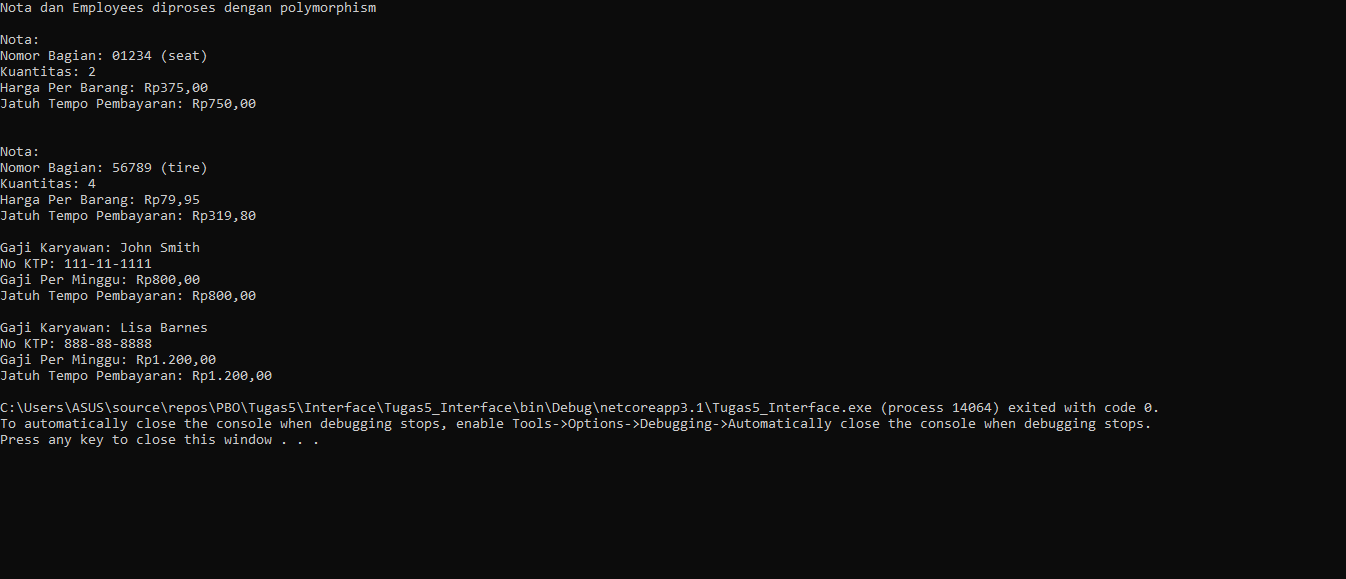 Nota dan Employees diproses dengan polymorphism
Nota:
Nomor Bagian: 01234 (seat)
Kuantitas: 2
Harga Per Barang: Rp375,00
Jatuh Tempo Pembayaran: Rp750,00
Nota:
Nomor Bagian: 56789 (tire)
Kuantitas: 4
Harga Per Barang: Rp79,95
Jatuh Tempo Pembayaran: Rp319,80
Gaji Karyawan: John Smith
No KTP: 111-11-1111
Gaji Per Minggu: Rp800,00
Jatuh Tempo Pembayaran: Rp800,00
Gaji Karyawan: Lisa Barnes
No KTP: 888-88-8888
Gaji Per Minggu: Rp1.200,00
Jatuh Tempo Pembayaran: Rp1.200,00
C:\Users\ASUS\source\repos\PBO\Tugas5\Interface\Tugas5_Interface\bin\Debug\netcoreapp3.1\Tugas5_Interface.exe (process 14064) exited with code 0.
To automatically close the console when debugging stops, enable Tools->Options->Debugging->Automatically close the console when debugging stops.
Press any key to close this window . . .